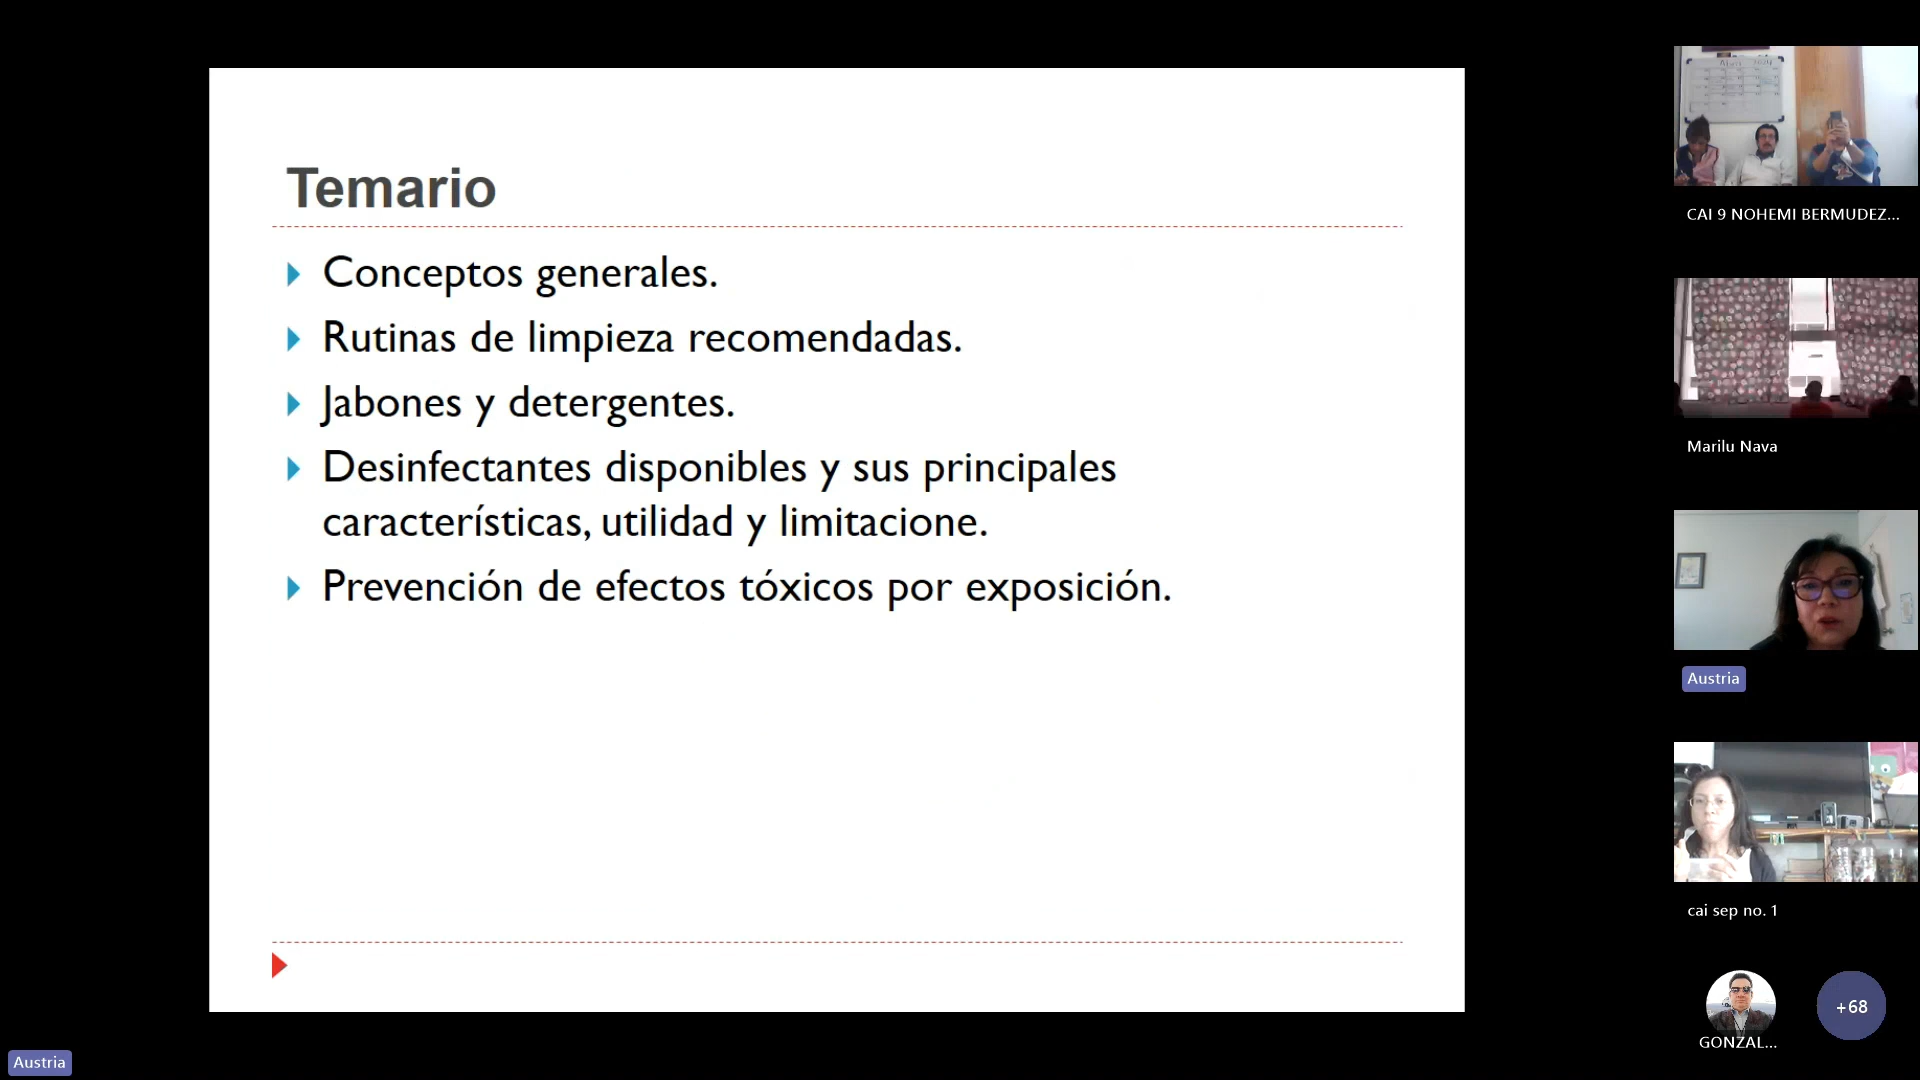 Temario
Conceptos generales.
Rutinas de limpieza recomendadas.
Jabones y detergentes.
Desinfectantes disponibles y sus principales
características, utilidad y limitacione.
Prevención de efectos tóxicos por exposición.
CAI 9 NOHEMI BERMUDEZ...
Marilu Nava
Austria
cai sep no. 1
GONZAL...
+68
Austria